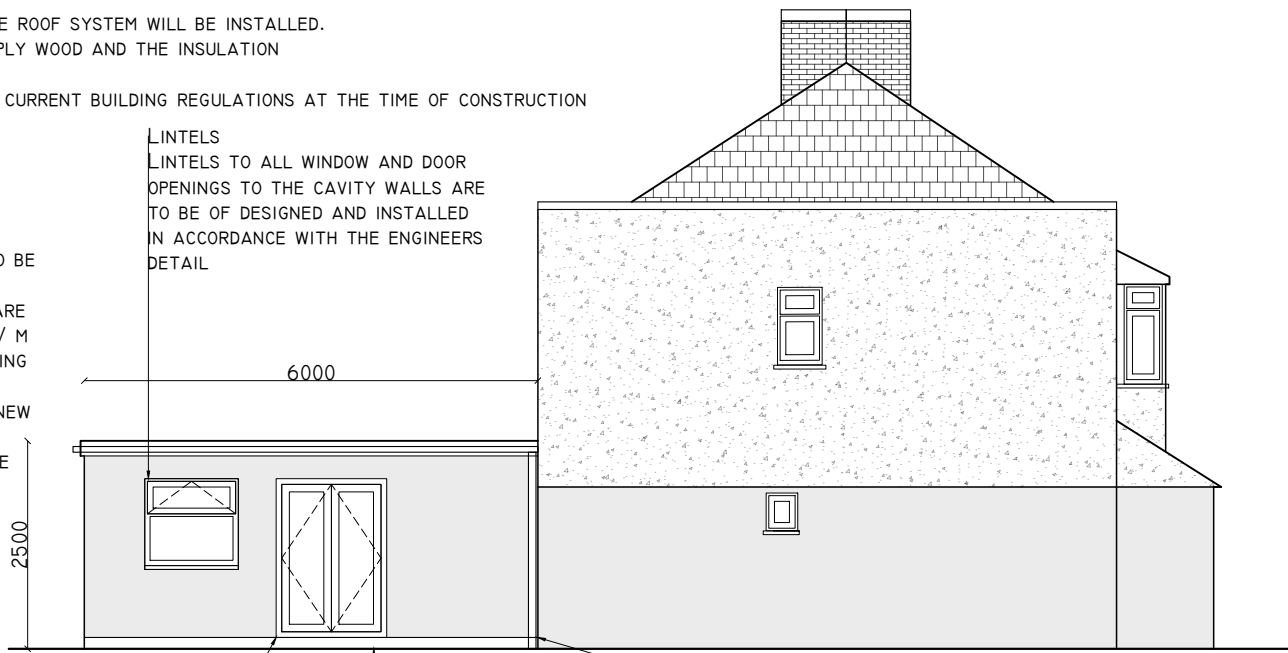 E ROOF SYSTEM WILL BE INSTALLED.
PLY WOOD AND THE INSULATION
CURRENT BUILDING REGULATIONS AT THE TIME OF CONSTRUCTION
LINTELS
LINTELS TO ALL WINDOW AND DOOR
OPENINGS TO THE CAVITY WALLS ARE
TO BE OF DESIGNED AND INSTALLED
IN ACCORDANCE WITH THE ENGINEERS
DETAIL
O BE
ARE
/ M
ING
NEW
E
6000
2500